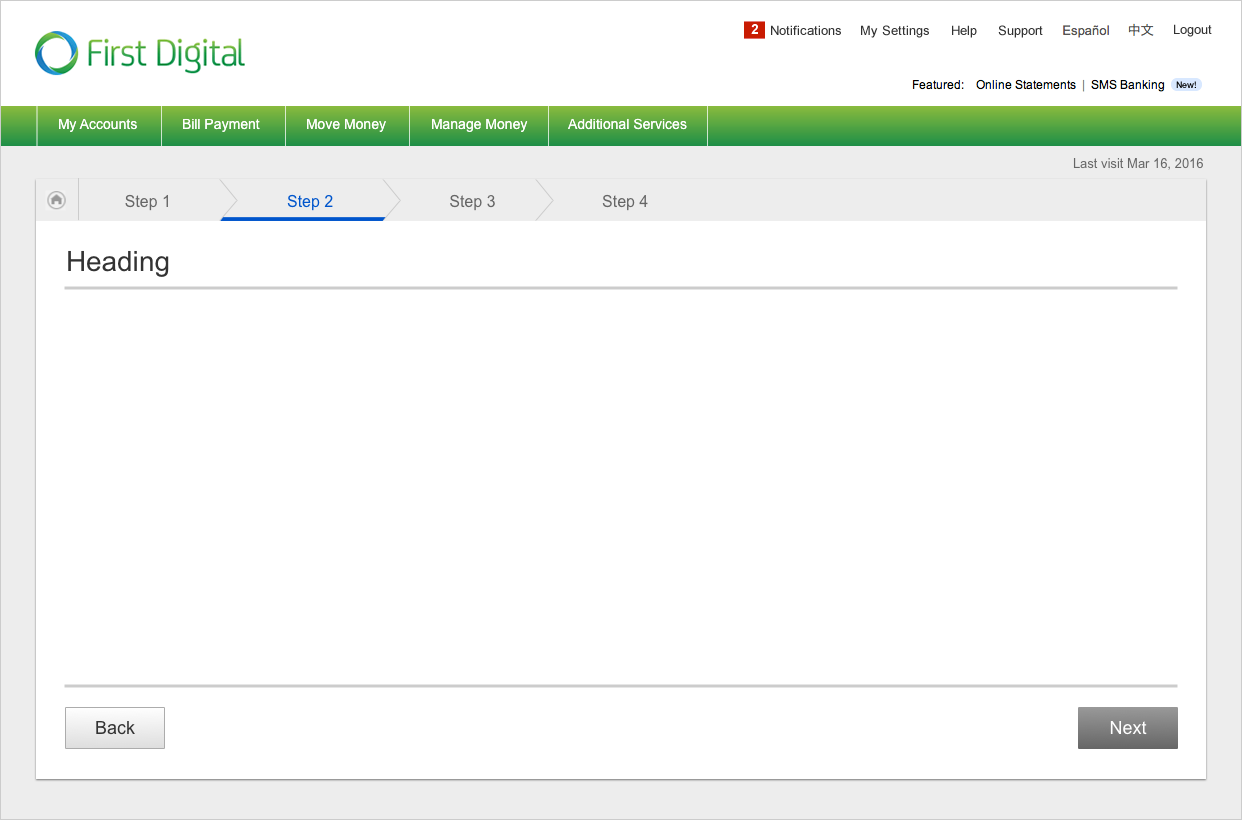 First Digital
2 Notifications My Settings Help Support Español 中文 Logout
Featured: Online Statements | SMS Banking New!
My Accounts Bill Payment Move Money Manage Money Additional Services
Last visit Mar 16, 2016
Step 1 Step 2 Step 3 Step 4
Heading
Back Next